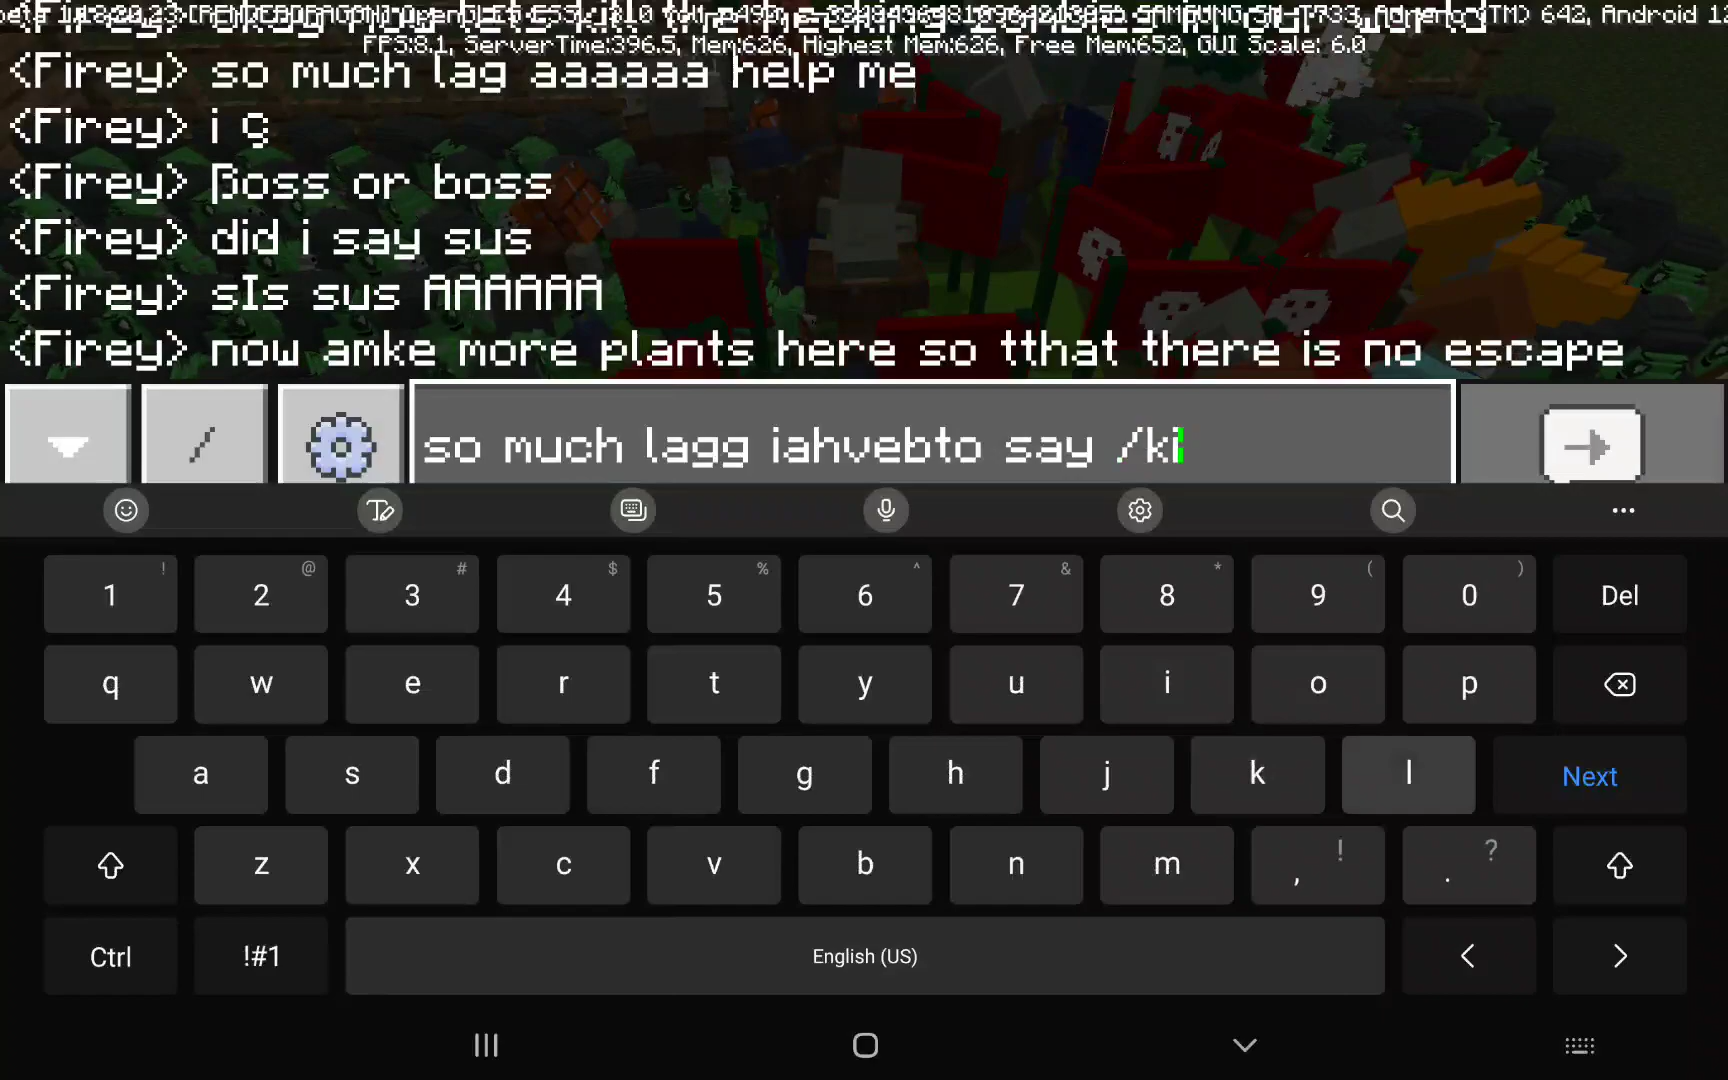 FPS:8.1, ServerTime:396.5, Mem:626, Highest Mem:626, Free Mem:652, GUI Scale: 6.0
<Firey> so much lag aaaaaa help me
<Firey> i g
<Firey> βoss or boss
<Firey> did i say sus
<Firey> sIs sus AAAAAA
<Firey> now amke more plants here so tthat there is no escape
/
so much lagg iahvebto say /ki
1 ! 2 @ 3 # 4 $ 5 % 6 ^ 7 & 8 * 9 ( 0 ) Del
q w e r t y u i o p
a s d f g h j k l Next
z x c v b n m , ! . ?
Ctrl !#1 English (US) < >